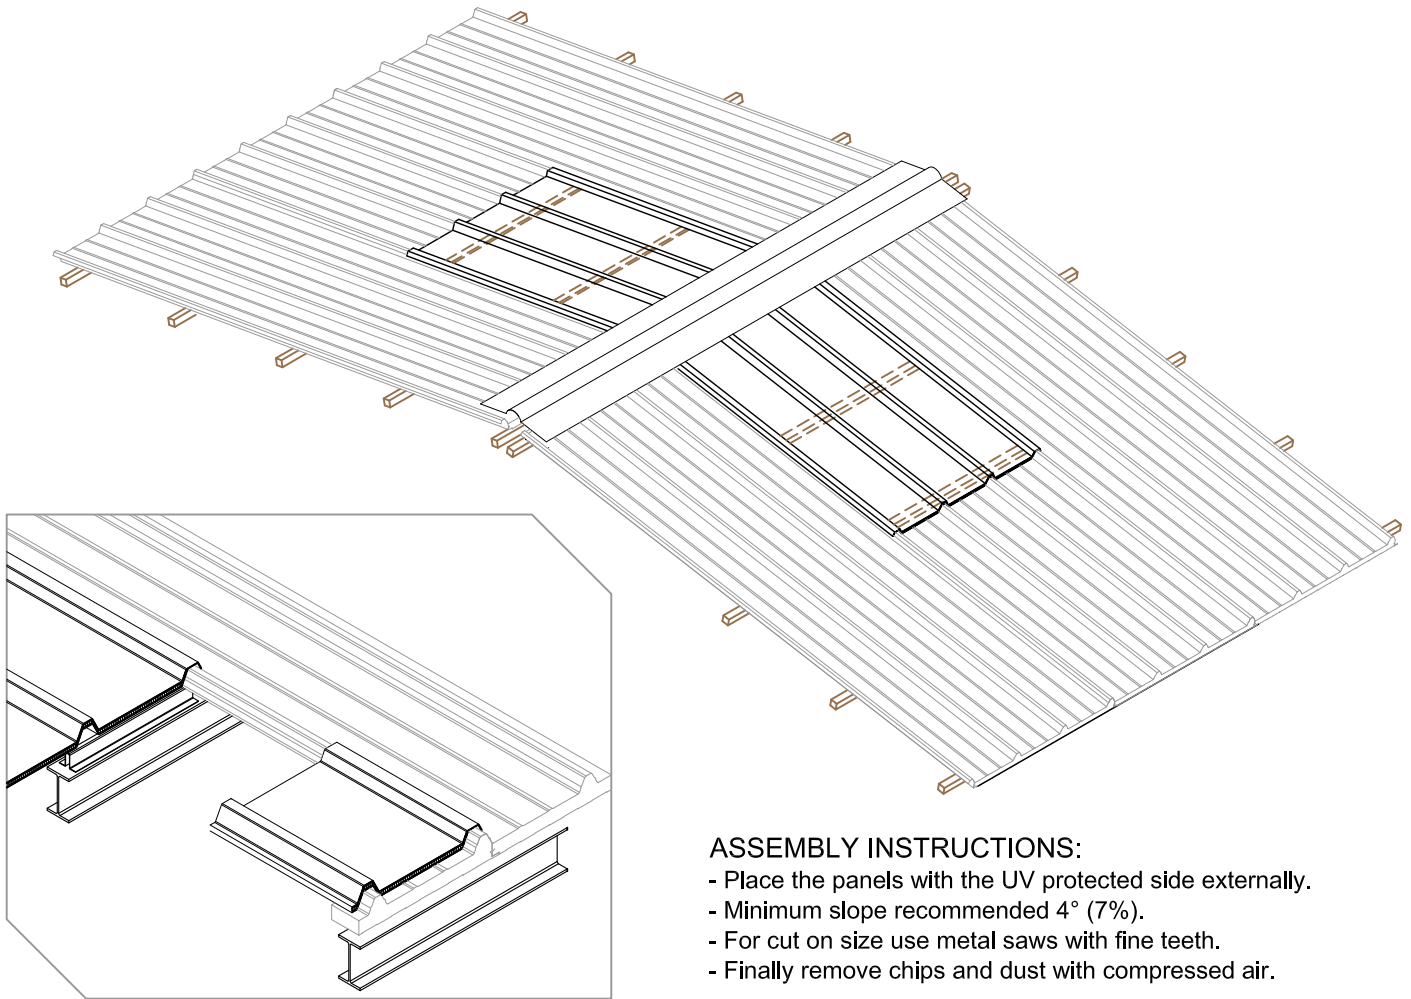 ASSEMBLY INSTRUCTIONS:
- Place the panels with the UV protected side externally.
- Minimum slope recommended 4° (7%).
- For cut on size use metal saws with fine teeth.
- Finally remove chips and dust with compressed air.